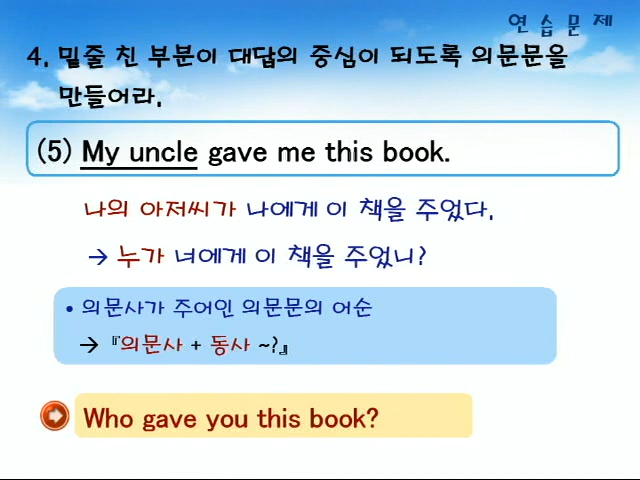 연 습 문 제
4. 밑줄 친 부분이 대답의 중심이 되도록 의문문을
만들어라.
(5) My uncle gave me this book.
나의 아저씨가 나에게 이 책을 주었다.
→ 누가 너에게 이 책을 주었니?
• 의문사가 주어인 의문문의 어순
→ 『의문사 + 동사 ~?』
Who gave you this book?